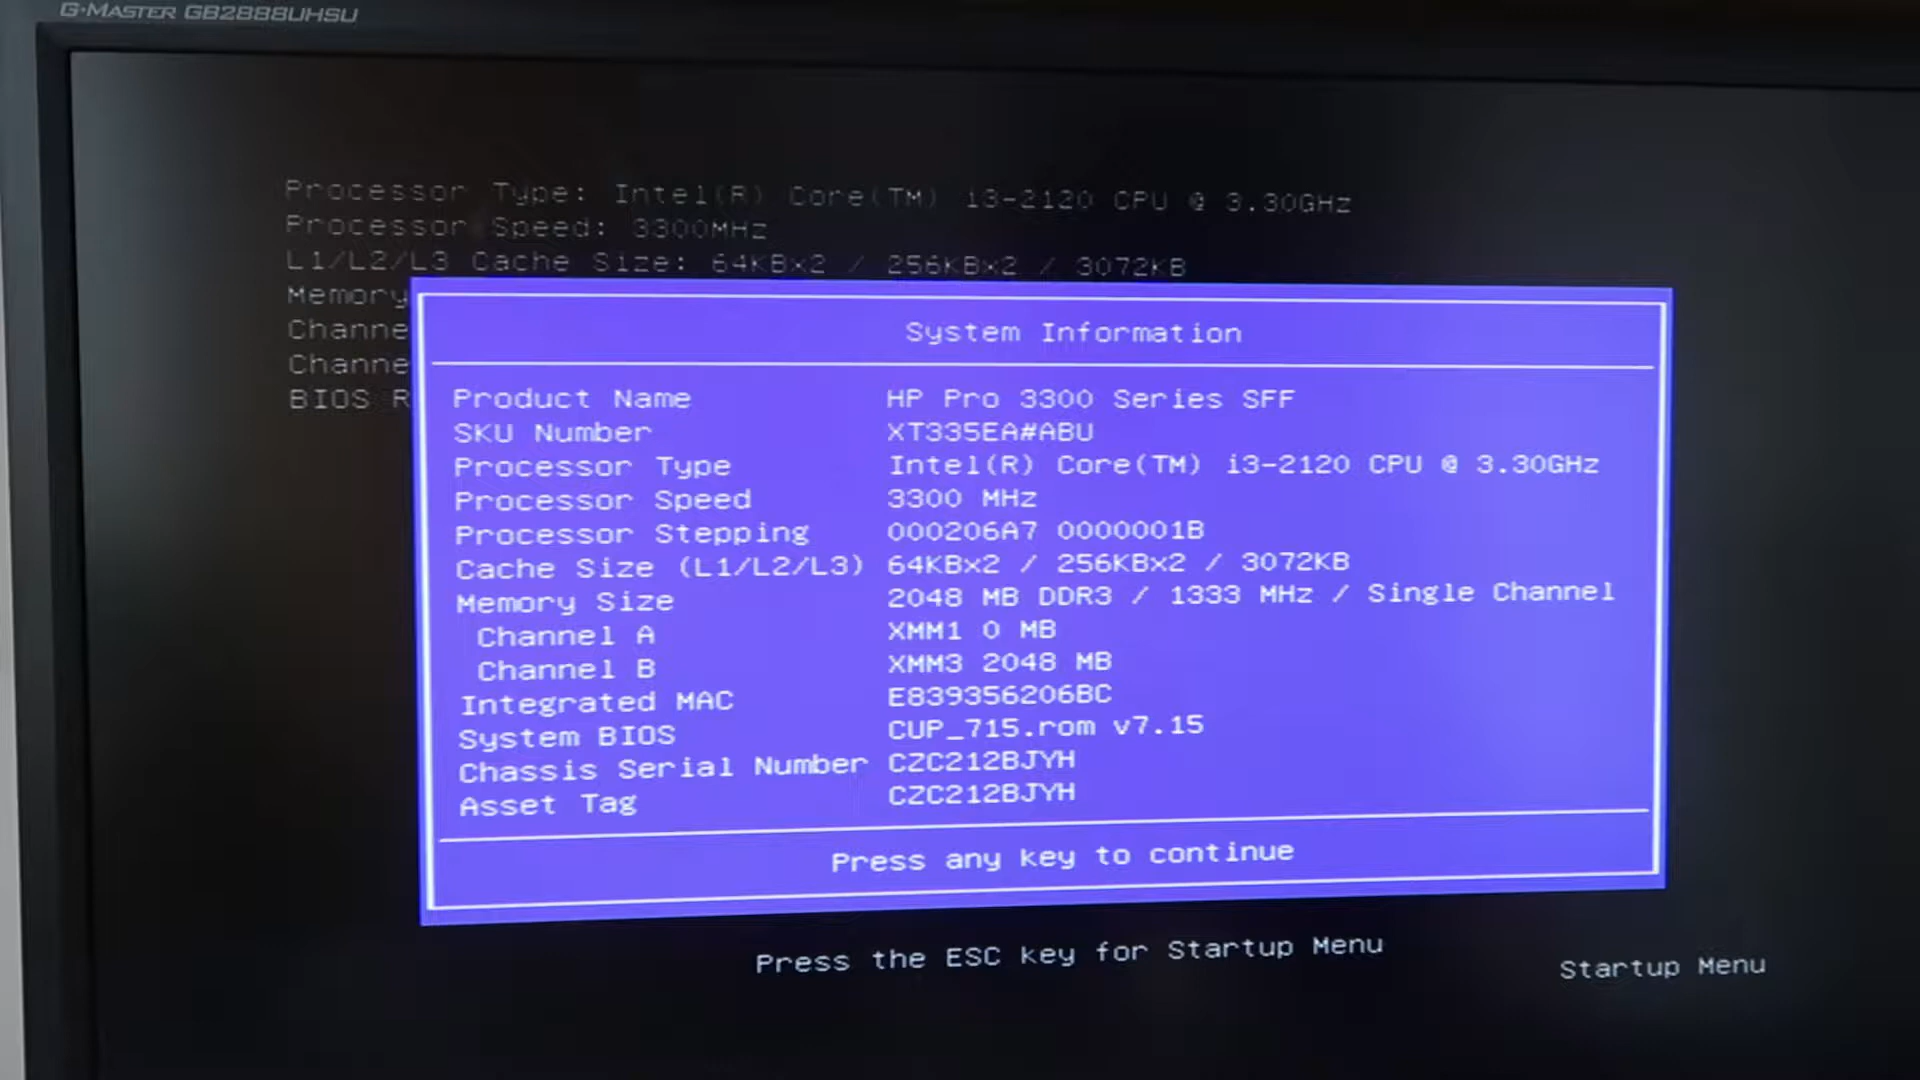 G-MASTER GB2888UHSU
Processor Type: Intel(R) Core(TM) i3-2120 CPU @ 3.30GHz
Processor Speed: 3300MHz
L1/L2/L3 Cache Size: 64KBx2 / 256KBx2 / 3072KB
Memory
Channe
Channe
BIOS R
System Information
Product Name HP Pro 3300 Series SFF
SKU Number XT335EA#ABU
Processor Type Intel(R) Core(TM) i3-2120 CPU @ 3.30GHz
Processor Speed 3300 MHz
Processor Stepping 000206A7 0000001B
Cache Size (L1/L2/L3) 64KBx2 / 256KBx2 / 3072KB
Memory Size 2048 MB DDR3 / 1333 MHz / Single Channel
Channel A XMM1 0 MB
Channel B XMM3 2048 MB
Integrated MAC E839356206BC
System BIOS CUP_715.rom v7.15
Chassis Serial Number CZC212BJYH
Asset Tag CZC212BJYH
Press any key to continue
Press the ESC key for Startup Menu
Startup Menu